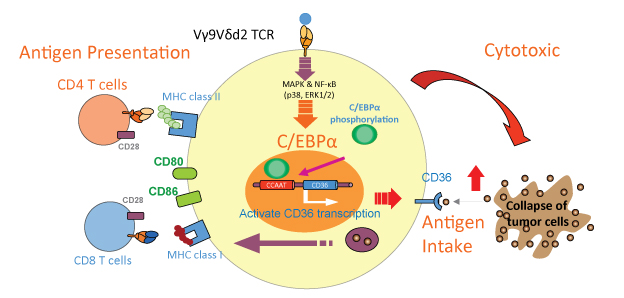 Vγ9Vδd2 TCR
Antigen Presentation
Cytotoxic
CD4 T cells
MHC class II
CD28
MAPK & NF-κB
(p38, ERK1/2)
C/EBPα
phosphorylation
C/EBPα
CD80
CD86
CCAAT
CD36
Activate CD36 transcription
CD36
Antigen
Intake
Collapse of
tumor cells
CD28
CD8 T cells
MHC class I